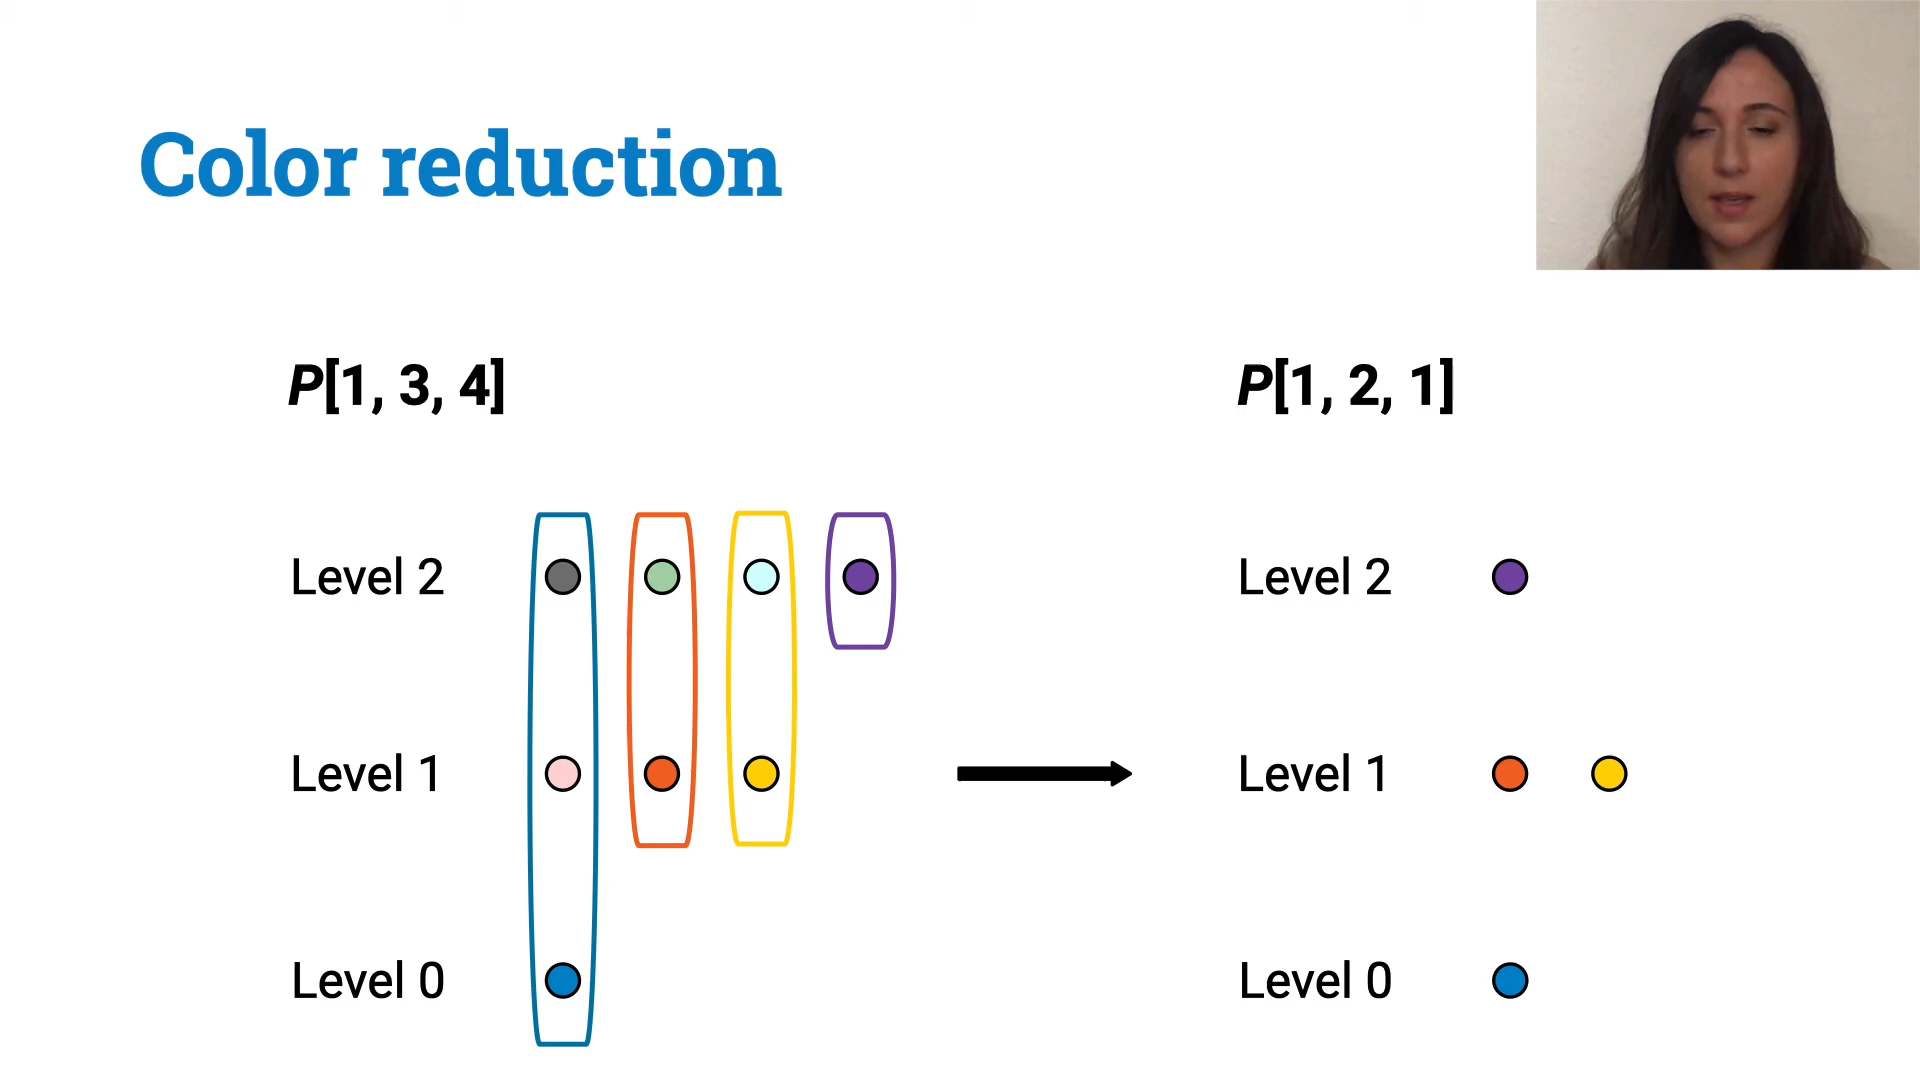 Color reduction
P[1, 3, 4]
P[1, 2, 1]
Level 2
Level 2
Level 1
Level 1
Level 0
Level 0